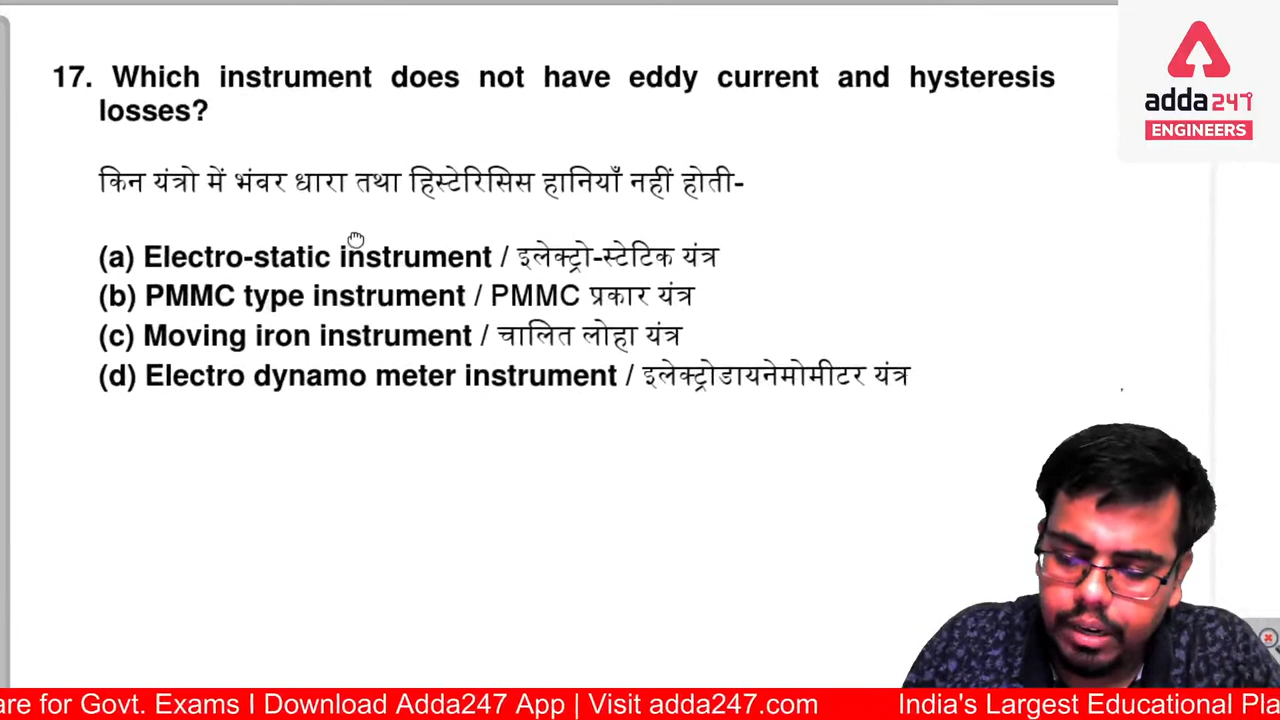 17. Which instrument does not have eddy current and hysteresis
losses?
किन यंत्रो में भंवर धारा तथा हिस्टेरिसिस हानियाँ नहीं होती-
(a) Electro-static instrument / इलेक्ट्रो-स्टेटिक यंत्र
(b) PMMC type instrument / PMMC प्रकार यंत्र
(c) Moving iron instrument / चालित लोहा यंत्र
(d) Electro dynamo meter instrument / इलेक्ट्रोडायनेमोमीटर यंत्र
adda247
ENGINEERS
are for Govt. Exams I Download Adda247 App | Visit adda247.com India's Largest Educational Pla